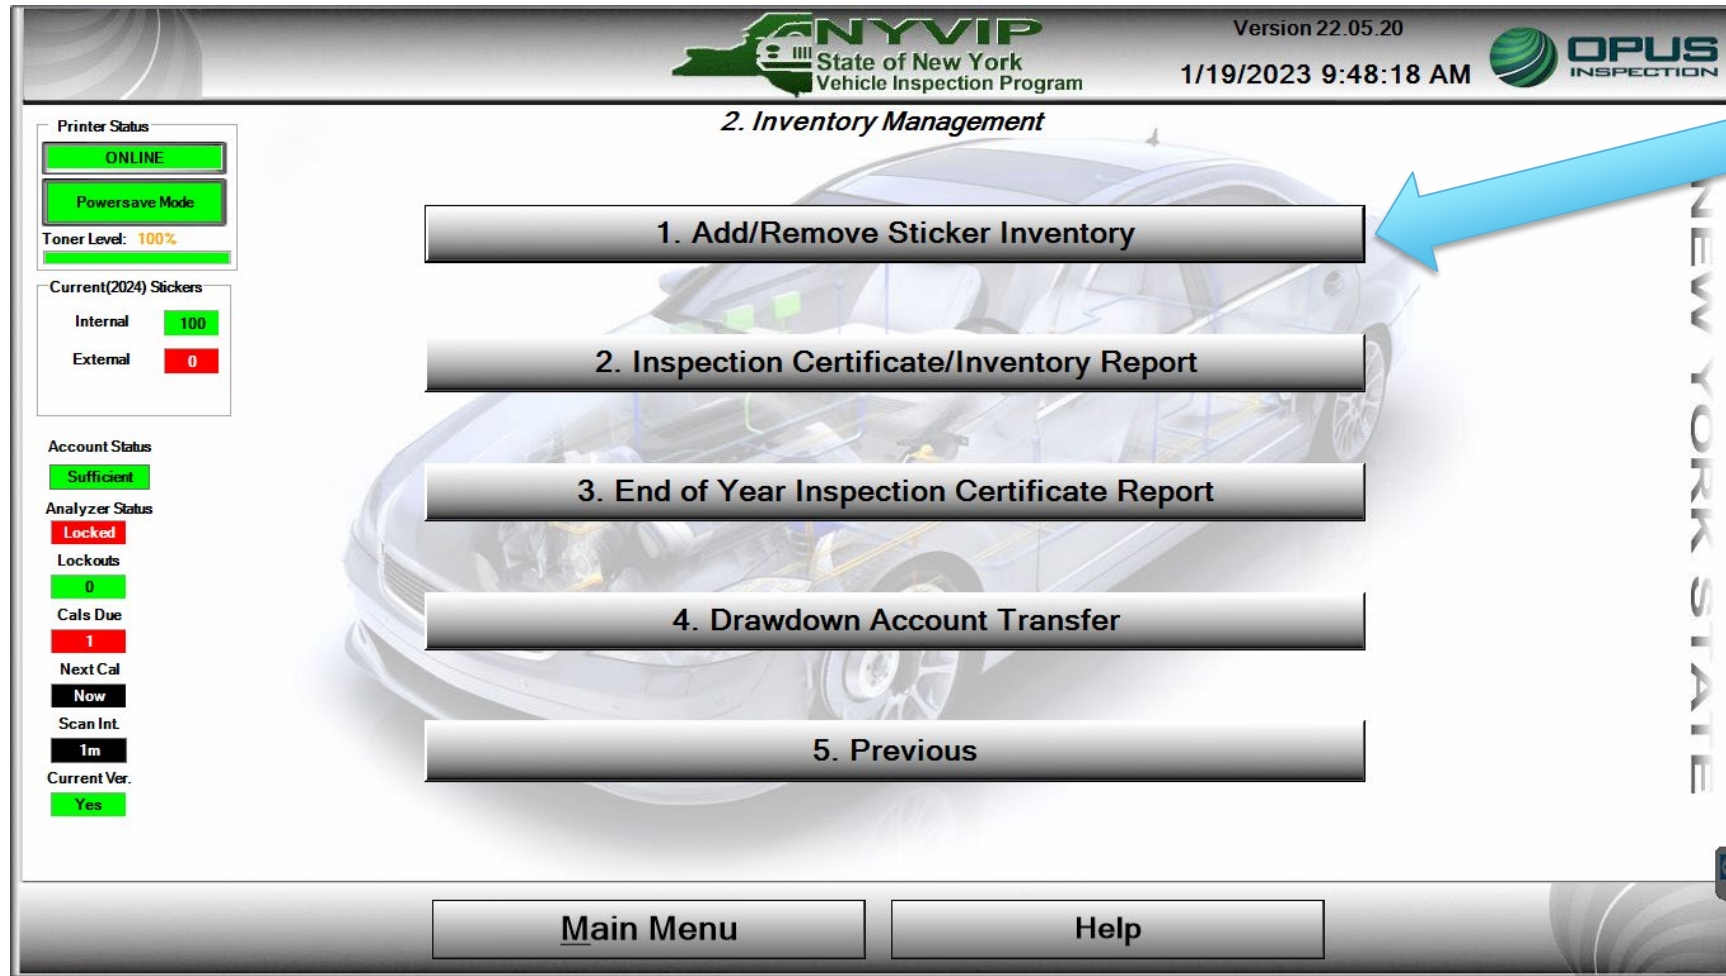 NYVIP
State of New York
Vehicle Inspection Program
Version 22.05.20
1/19/2023 9:48:18 AM
OPUS
INSPECTION
2. Inventory Management
Printer Status
ONLINE
Powersave Mode
Toner Level: 100%
Current(2024) Stickers
Internal 100
External 0
Account Status
Sufficient
Analyzer Status
Locked
Lockouts
0
Cals Due
1
Next Cal
Now
Scan Int.
1m
Current Ver.
Yes
1. Add/Remove Sticker Inventory
2. Inspection Certificate/Inventory Report
3. End of Year Inspection Certificate Report
4. Drawdown Account Transfer
5. Previous
NEW YORK STATE
Main Menu
Help